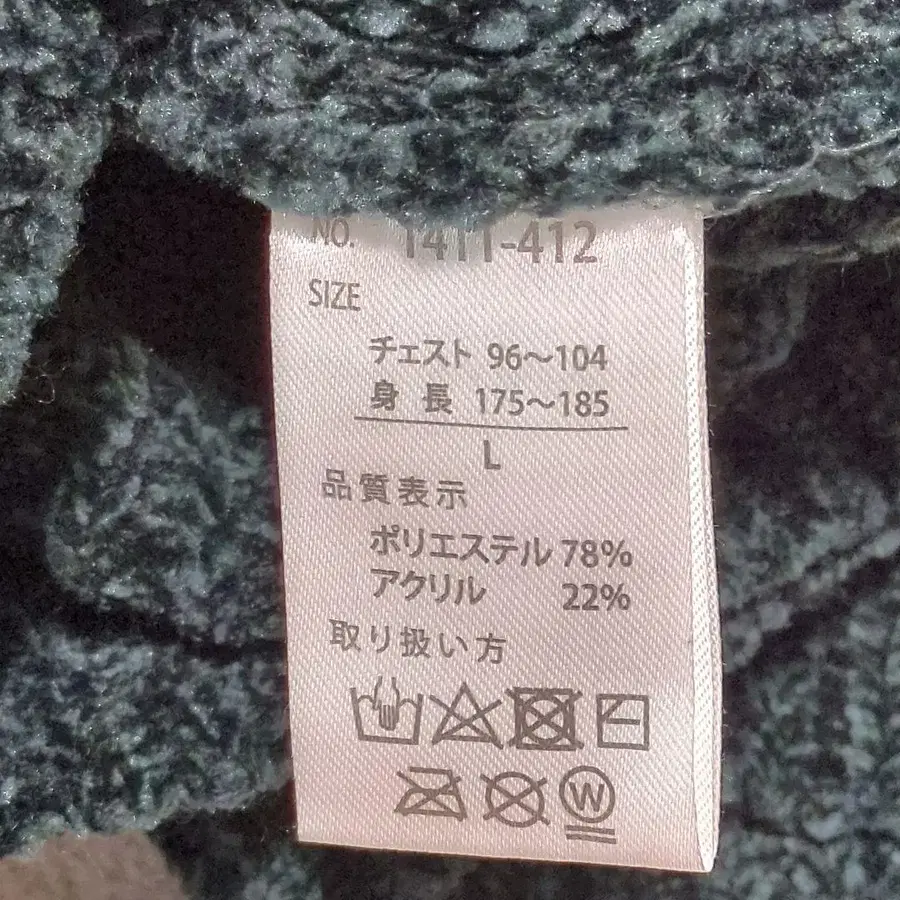 NO. 1411-412
SIZE
チェスト 96～104
身長 175～185
L
品質表示
ポリエステル 78%
アクリル 22%
取り扱い方
W